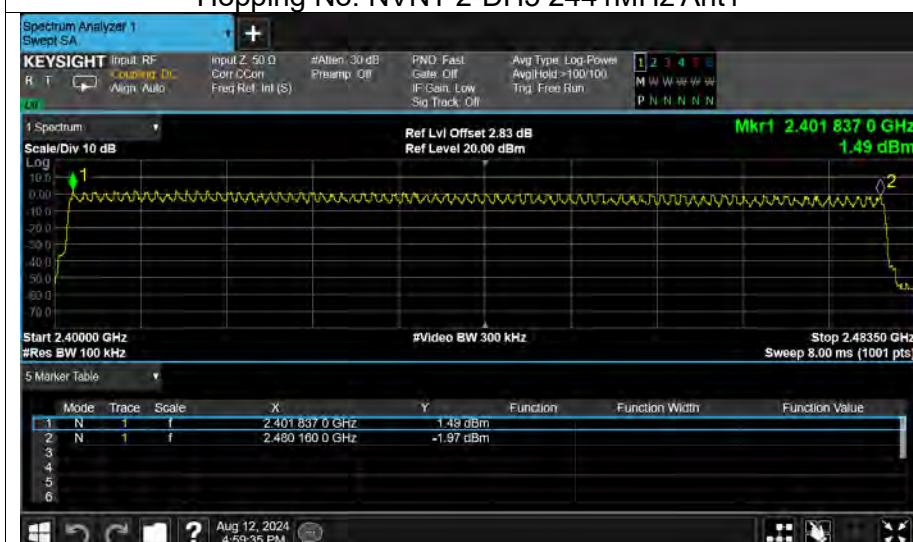 Hopping No. NVNT 2-DH5 2441MHz Ant1
Spectrum Analyzer 1
Swept SA
+
KEYSIGHT Input: RF Input Z: 50 Ω #Atten: 30 dB PNO: Fast Avg Type: Log-Power 1 2 3 4 5 6
R T Coupling: DC Corr CCorr Preamp: Off Gate: Off Avg|Hold >100/100 M W W W W W
Align: Auto Freq Ref: Int (S) IF Gain: Low Trig: Free Run
Sig Track: Off P N N N N N
1 Spectrum
Ref Lvl Offset 2.83 dB Mkr1 2.401 837 0 GHz
Scale/Div 10 dB Ref Level 20.00 dBm 1.49 dBm
Log
10.0
1
2
0.00
-10.0
-20.0
-30.0
-40.0
-50.0
-60.0
-70.0
Start 2.40000 GHz #Video BW 300 kHz Stop 2.48350 GHz
#Res BW 100 kHz Sweep 8.00 ms (1001 pts)
5 Marker Table
Mode Trace Scale X Y Function Function Width Function Value
1 N 1 f 2.401 837 0 GHz 1.49 dBm
2 N 1 f 2.480 160 0 GHz -1.97 dBm
3
4
5
6
? Aug 12, 2024
4:59:35 PM